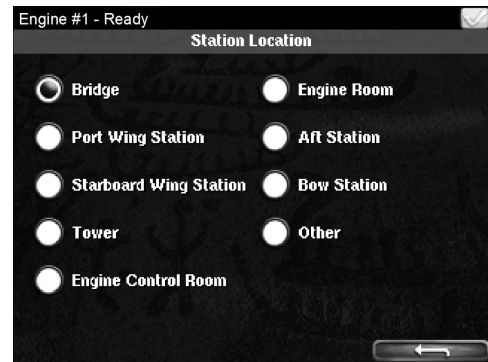 Engine #1 - Ready
Station Location
Bridge
Engine Room
Port Wing Station
Aft Station
Starboard Wing Station
Bow Station
Tower
Other
Engine Control Room